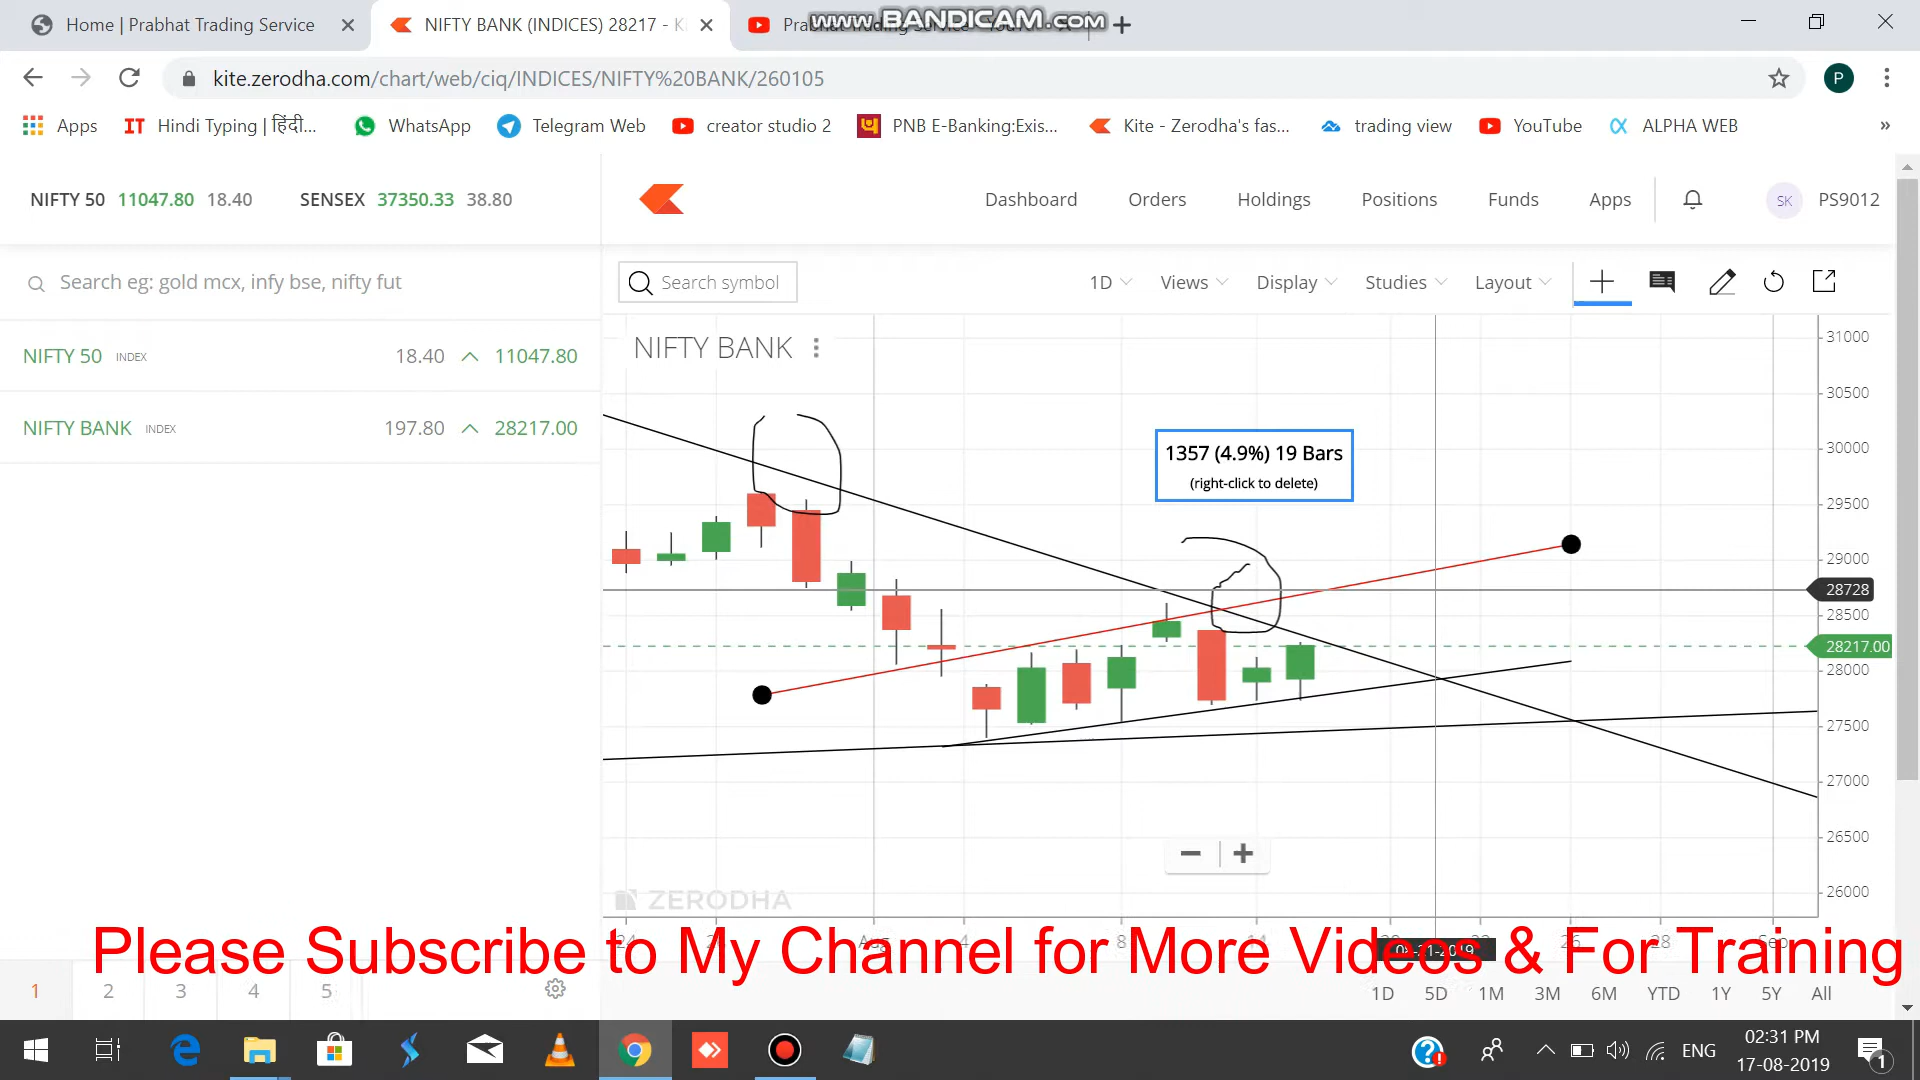 Home | Prabhat Trading Service
NIFTY BANK (INDICES) 28217 - K
www.BANDICAM.com
kite.zerodha.com/chart/web/ciq/INDICES/NIFTY%20BANK/260105
P
Apps
IT Hindi Typing | हिंदी...
WhatsApp
Telegram Web
creator studio 2
PNB E-Banking:Exis...
Kite - Zerodha's fas...
trading view
YouTube
ALPHA WEB
»
NIFTY 50 11047.80 18.40
SENSEX 37350.33 38.80
Dashboard
Orders
Holdings
Positions
Funds
Apps
SK
PS9012
Search eg: gold mcx, infy bse, nifty fut
Search symbol
1D
Views
Display
Studies
Layout
NIFTY 50 INDEX 18.40 11047.80
NIFTY BANK INDEX 197.80 28217.00
NIFTY BANK
1357 (4.9%) 19 Bars
(right-click to delete)
31000
30500
30000
29500
29000
28728
28500
28217.00
28000
27500
27000
26500
26000
ZERODHA
Please Subscribe to My Channel for More Videos & For Training
1
2
3
4
5
1D
5D
1M
3M
6M
YTD
1Y
5Y
All
ENG
02:31 PM
17-08-2019
1